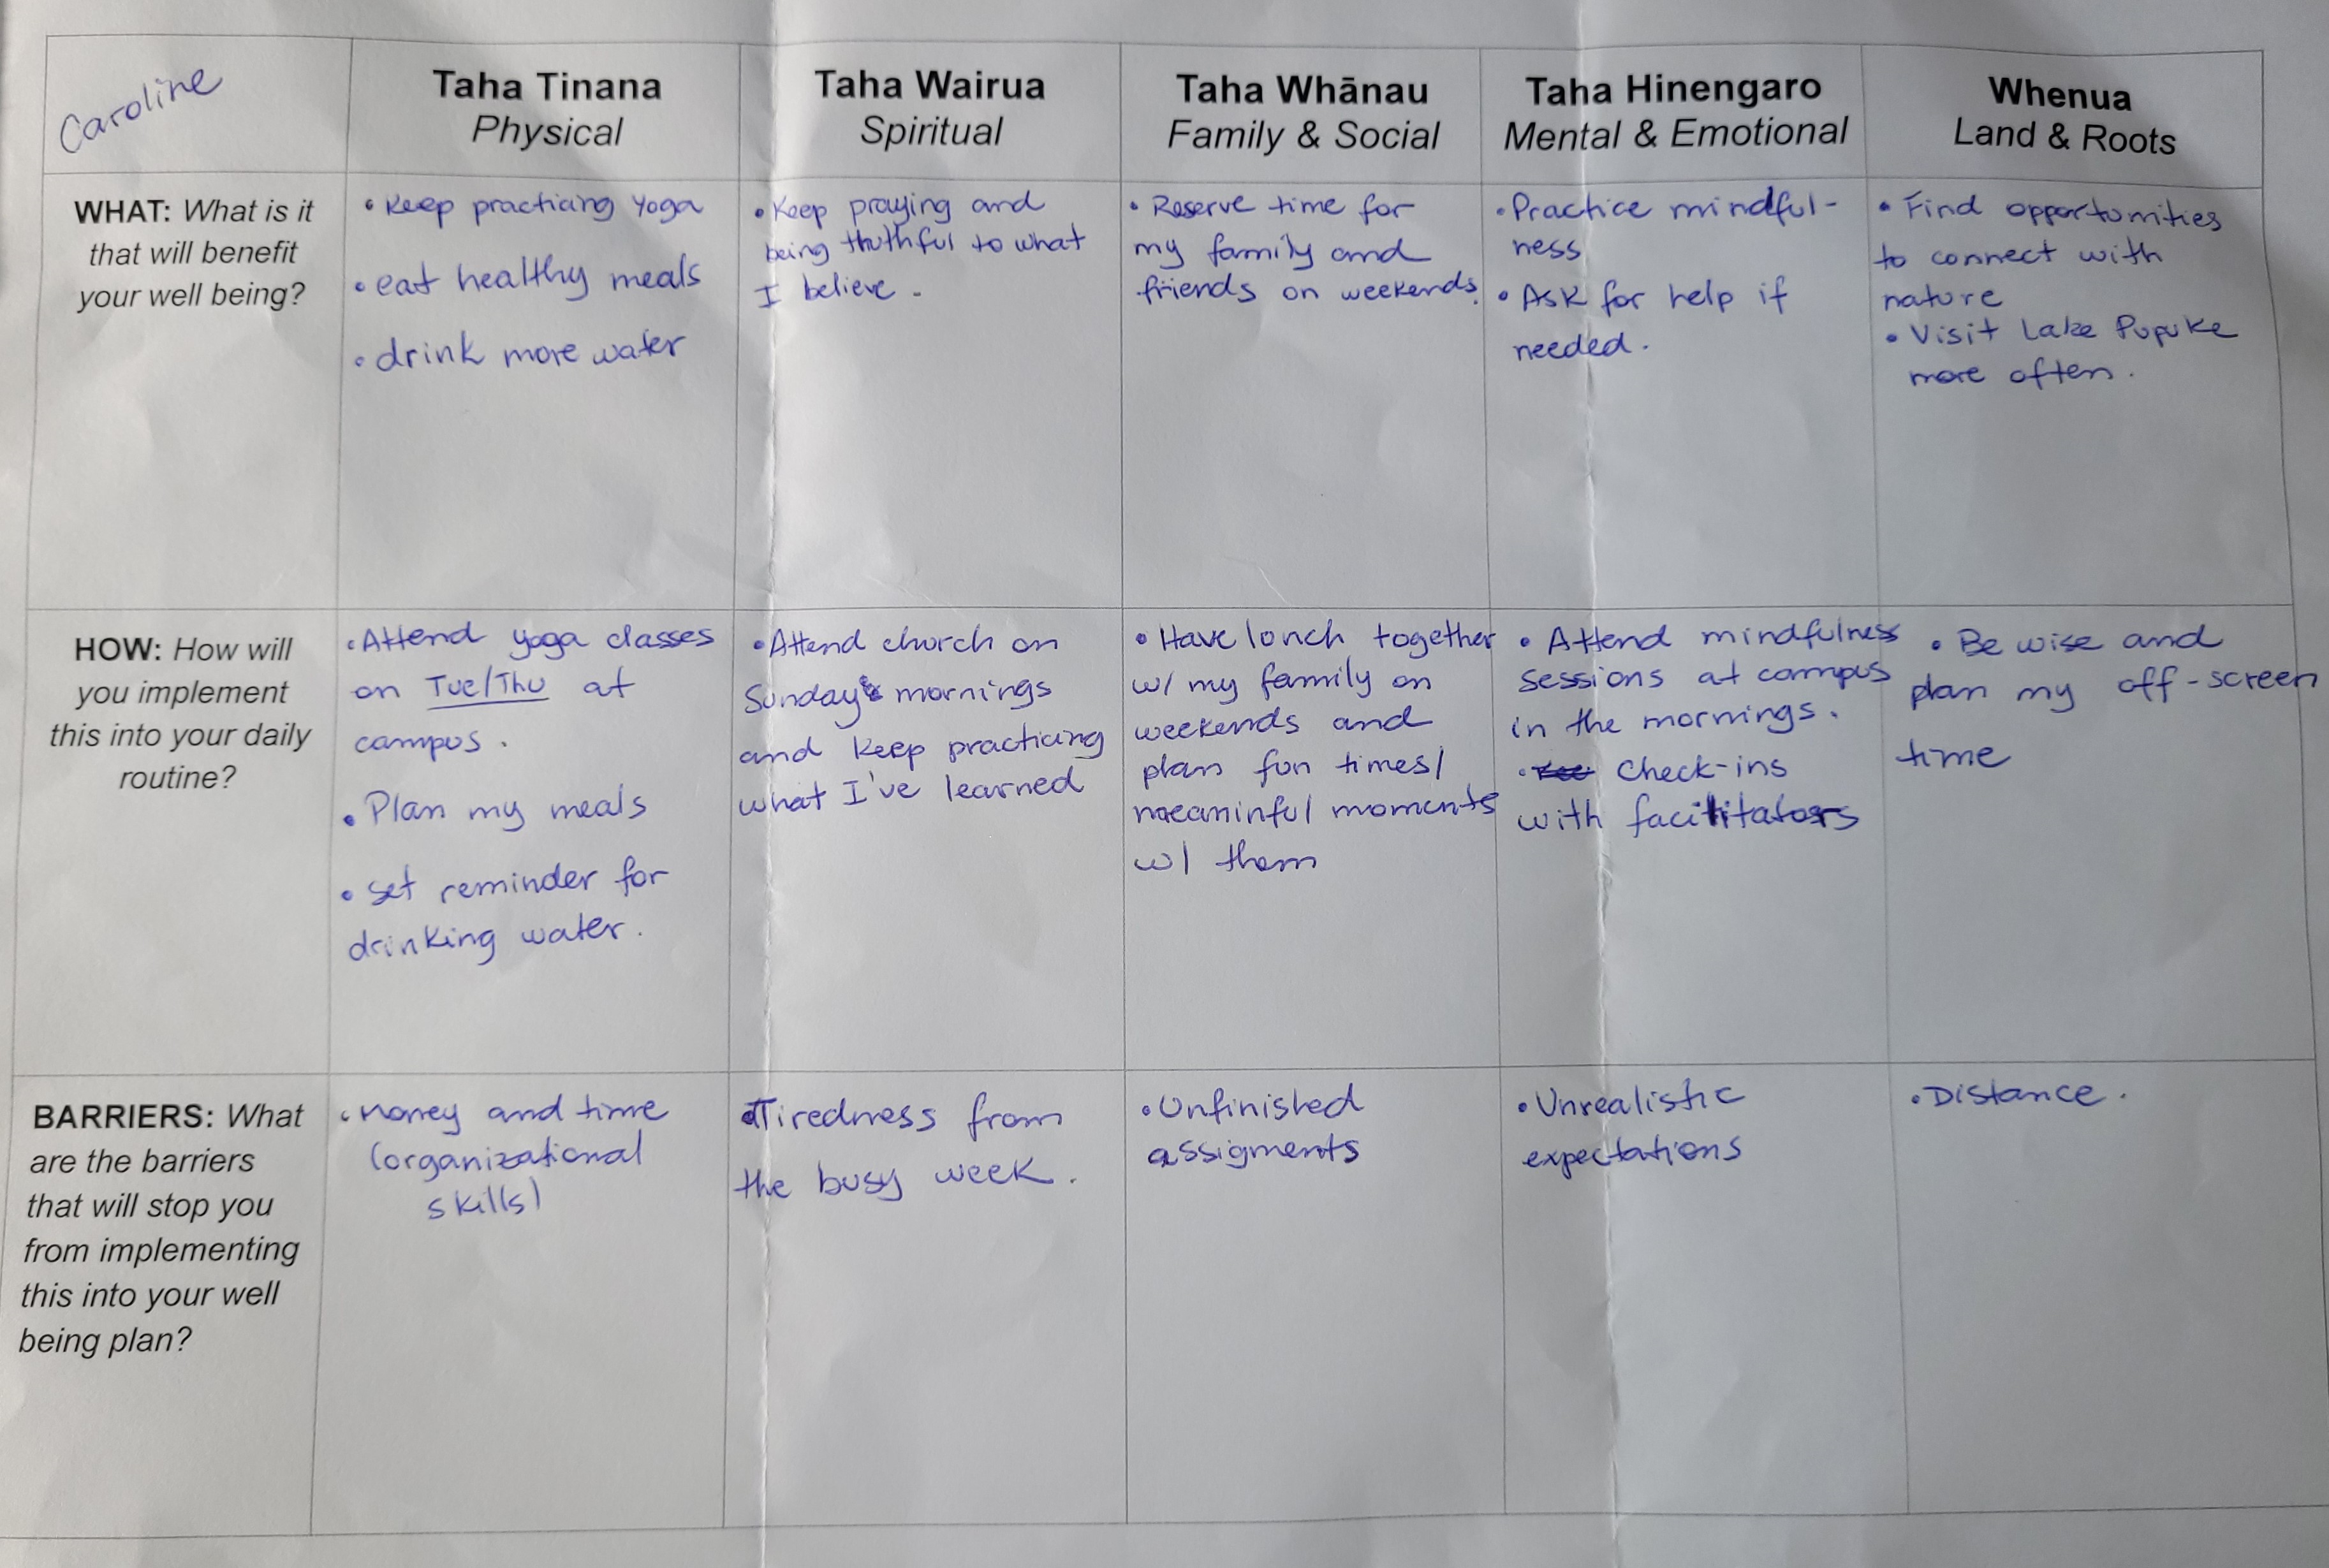 Caroline
Taha Tinana
Physical
Taha Wairua
Spiritual
Taha Whānau
Family & Social
Taha Hinengaro
Mental & Emotional
Whenua
Land & Roots
WHAT: What is it
that will benefit
your well being?
• Keep practicing yoga
• eat healthy meals
• drink more water
• Keep praying and
being thuthful to what
I believe.
• Reserve time for
my family and
friends on weekends.
• Practice mindful-
ness
• Ask for help if
needed.
• Find opportunities
to connect with
nature
• Visit Lake Pupuke
more often.
HOW: How will
you implement
this into your daily
routine?
• Attend yoga classes
on Tue/Thu at
campus.
• Plan my meals
• set reminder for
drinking water.
• Attend church on
Sunday mornings
and keep practicing
what I've learned
• Have lunch together
w/ my family on
weekends and
plan fun times/
meaninful moments
w/ them
• Attend mindfulness
sessions at campus
in the mornings.
• check-ins
with facilitators
• Be wise and
plan my off-screen
time
BARRIERS: What
are the barriers
that will stop you
from implementing
this into your well
being plan?
• Money and time
(organizational
skills)
• Tiredness from
the busy week.
• Unfinished
assigments
• Unrealistic
expectations
• Distance.